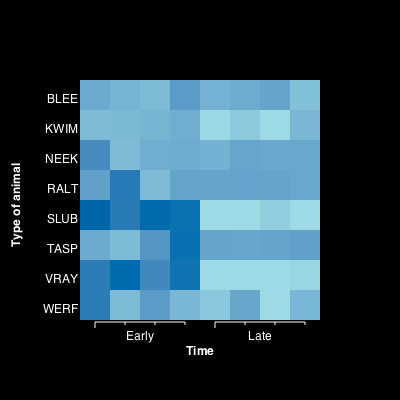 BLEE
KWIM
NEEK
RALT
SLUB
TASP
VRAY
WERF
Type of animal
Early Late
Time